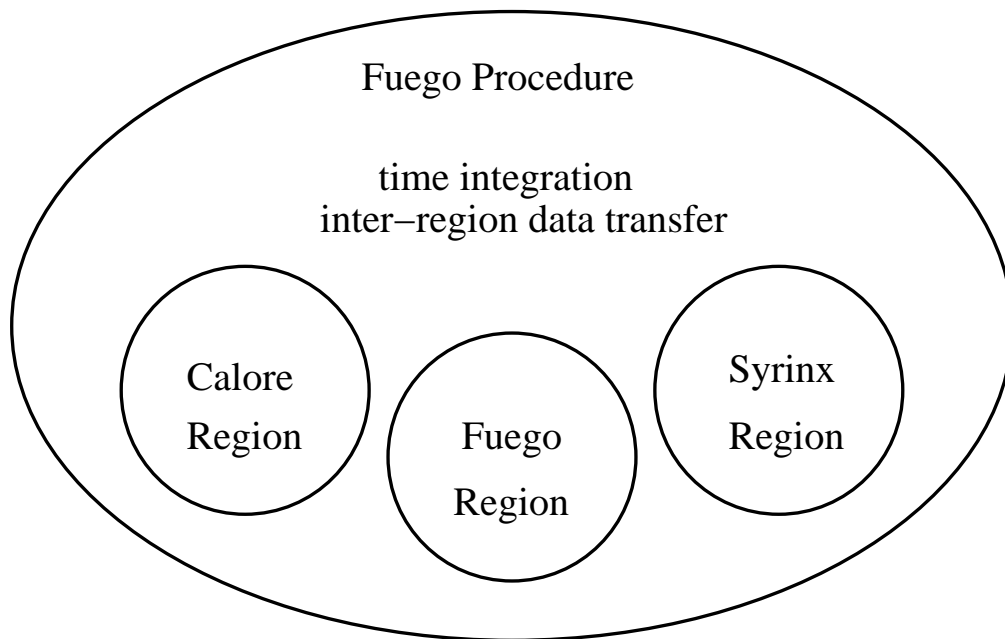 Fuego Procedure
time integration
inter−region data transfer
Calore
Region
Fuego
Region
Syrinx
Region